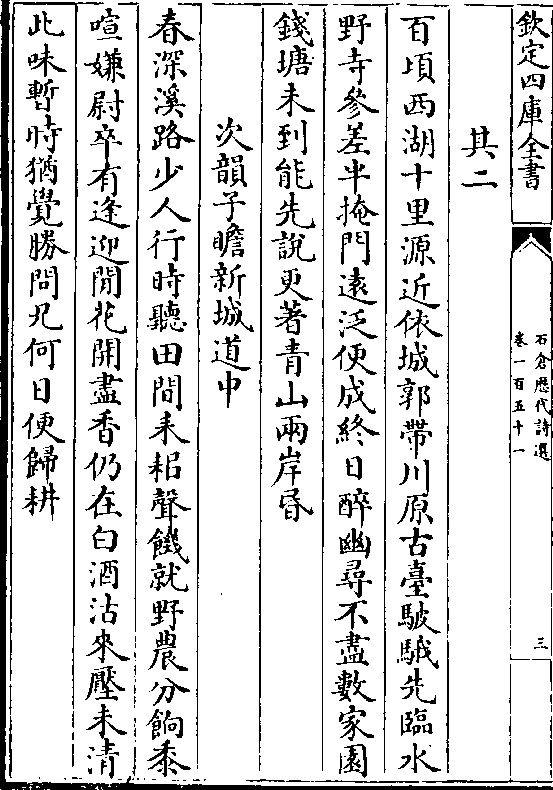 欽定四庫全書
石倉歷代詩選
卷一百五十一
三
其二
百頃西湖十里源近依城郭帶川原古臺駊騀先臨水
野寺參差半掩門遠泛便成終日醉幽尋不盡數家園
錢塘未到能先說更著青山兩岸昏
次韻子瞻新城道中
春深溪路少人行時聽田間耒耜聲饑就野農分餉黍
喧嫌尉卒有逢迎閒花開盡香仍在白酒沽來壓未清
此味暫時猶覺勝問兄何日便歸耕